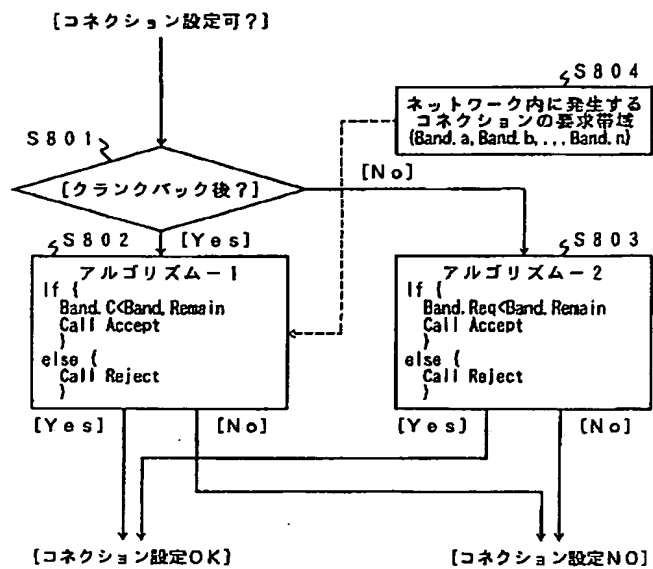 [コネクション設定可?]
S804
ネットワーク内に発生する
コネクションの要求帯域
(Band.a, Band.b,...Band.n)
S801
[クランクバック後?]
[No]
S802
[Yes]
S803
アルゴリズムー1
If {
Band.C<Band.Remain
Call Accept
}
else {
Call Reject
}
アルゴリズムー2
If {
Band.Req<Band.Remain
Call Accept
}
else {
Call Reject
}
[Yes]
[No]
[Yes]
[No]
[コネクション設定OK]
[コネクション設定NO]